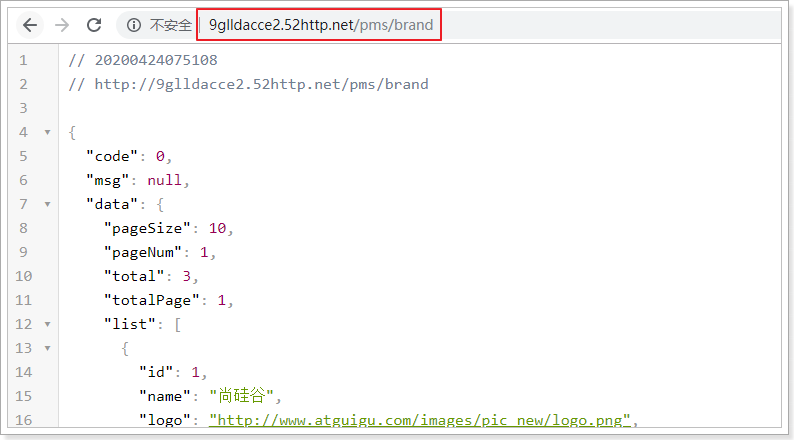 不安全 | 9glldacce2.52http.net/pms/brand
1 // 20200424075108
2 // http://9glldacce2.52http.net/pms/brand
3
4 {
5 "code": 0,
6 "msg": null,
7 "data": {
8 "pageSize": 10,
9 "pageNum": 1,
10 "total": 3,
11 "totalPage": 1,
12 "list": [
13 {
14 "id": 1,
15 "name": "尚硅谷",
16 "logo": "http://www.atguigu.com/images/pic_new/logo.png",